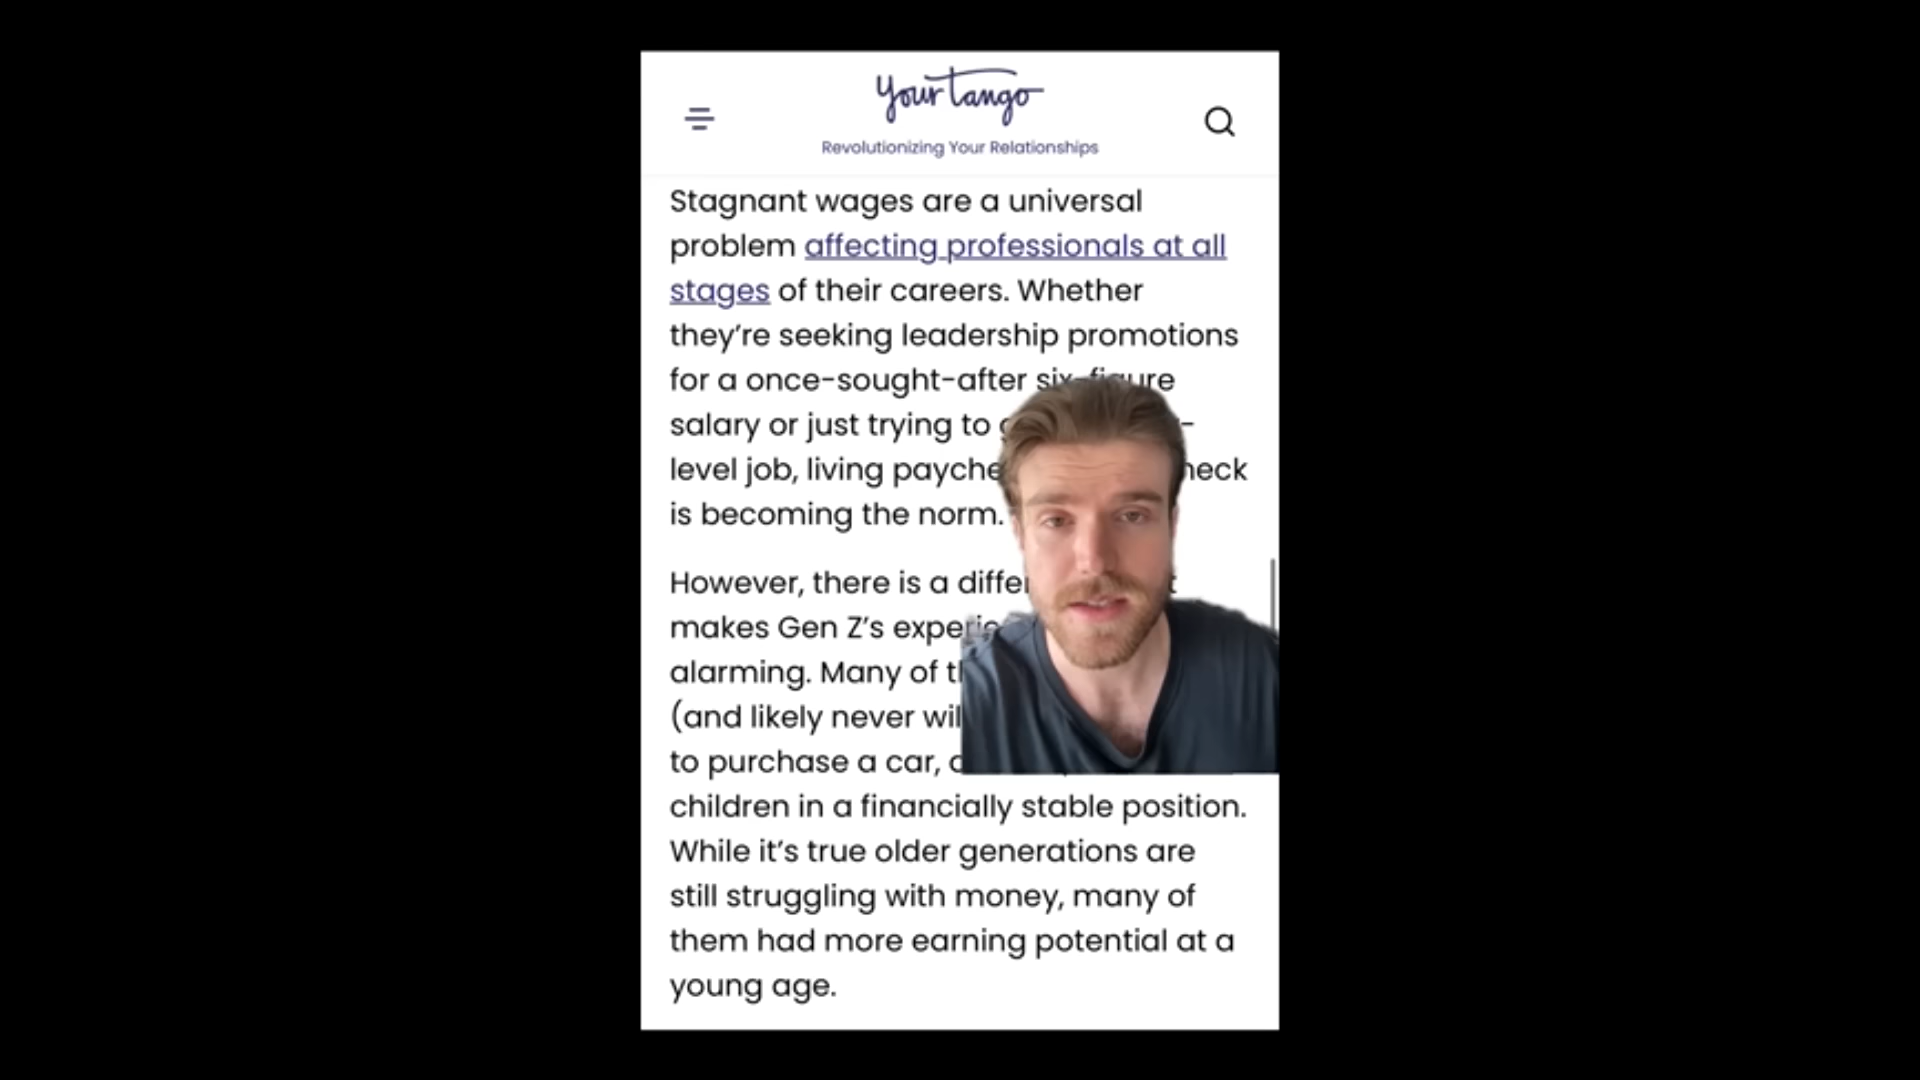 yourtango
Revolutionizing Your Relationships
Stagnant wages are a universal
problem affecting professionals at all
stages of their careers. Whether
they’re seeking leadership promotions
for a once-sought-after six-figure
salary or just trying to
level job, living
is becoming the norm.
However, there is a
makes Gen Z’s
alarming. Many of
(and likely never
to purchase a car,
children in a financially stable position.
While it’s true older generations are
still struggling with money, many of
them had more earning potential at a
young age.